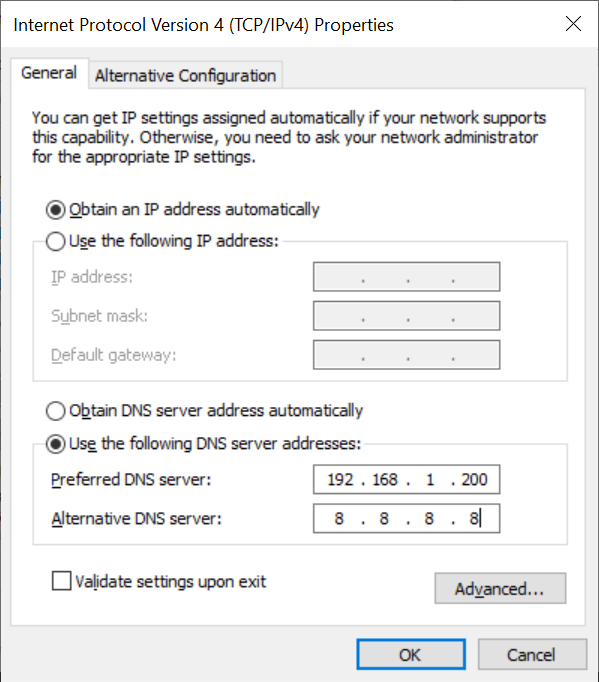 Internet Protocol Version 4 (TCP/IPv4) Properties
General
Alternative Configuration
You can get IP settings assigned automatically if your network supports
this capability. Otherwise, you need to ask your network administrator
for the appropriate IP settings.
Obtain an IP address automatically
Use the following IP address:
IP address: . . .
Subnet mask: . . .
Default gateway: . . .
Obtain DNS server address automatically
Use the following DNS server addresses:
Preferred DNS server: 192 . 168 . 1 . 200
Alternative DNS server: 8 . 8 . 8 . 8
Validate settings upon exit
Advanced...
OK
Cancel